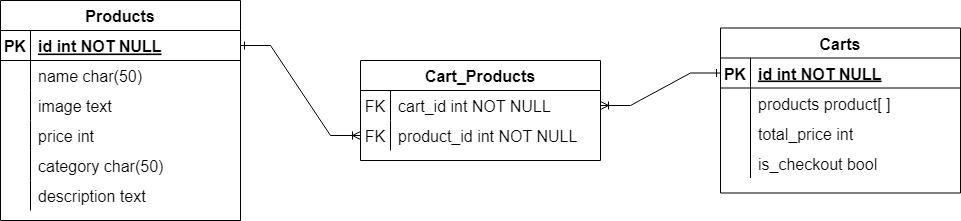 Products
PK id int NOT NULL
name char(50)
image text
price int
category char(50)
description text
Cart_Products
FK cart_id int NOT NULL
FK product_id int NOT NULL
Carts
PK id int NOT NULL
products product[ ]
total_price int
is_checkout bool